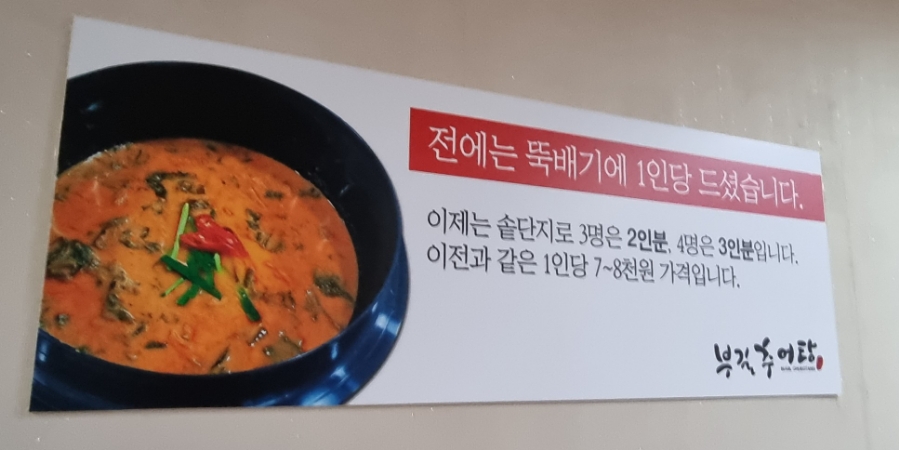 전에는 뚝배기에 1인당 드셨습니다.
이제는 솥단지로 3명은 2인분, 4명은 3인분입니다.
이전과 같은 1인당 7~8천원 가격입니다.
부길추어탕